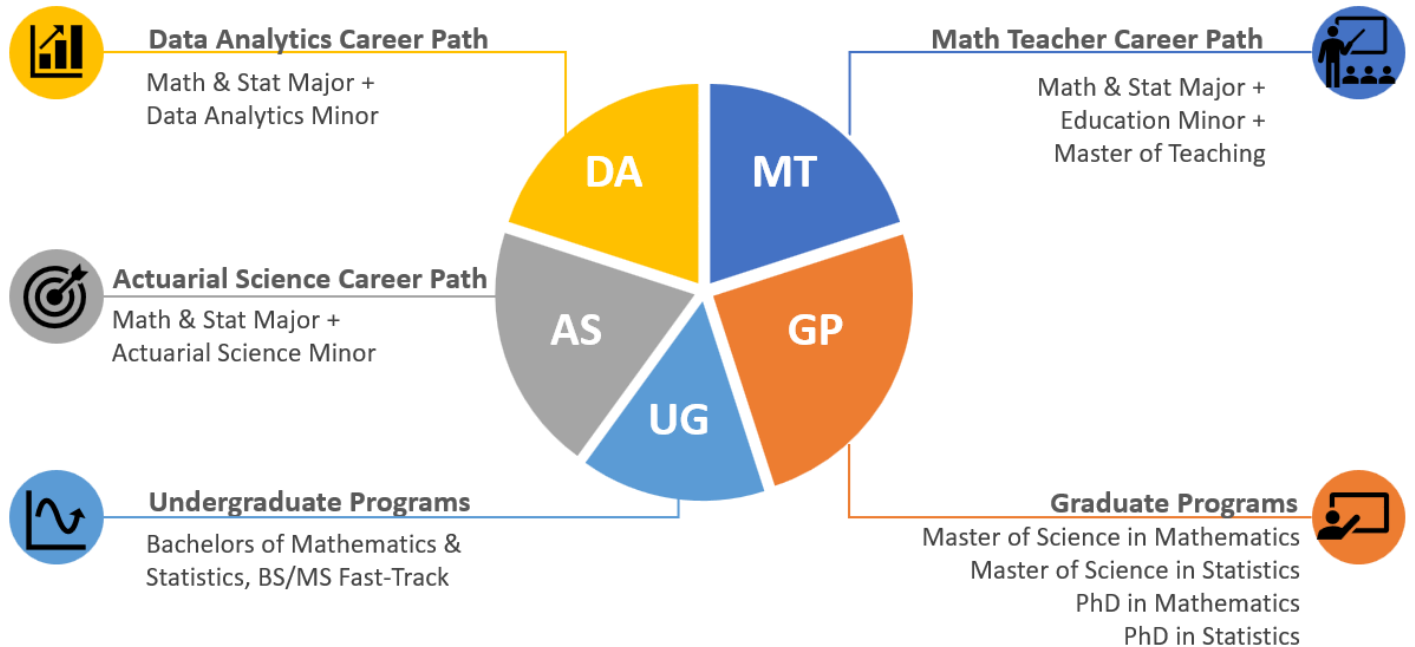 Data Analytics Career Path
Math & Stat Major +
Data Analytics Minor
Math Teacher Career Path
Math & Stat Major +
Education Minor +
Master of Teaching
DA
MT
Actuarial Science Career Path
Math & Stat Major +
Actuarial Science Minor
AS
GP
UG
Undergraduate Programs
Bachelors of Mathematics &
Statistics, BS/MS Fast-Track
Graduate Programs
Master of Science in Mathematics
Master of Science in Statistics
PhD in Mathematics
PhD in Statistics